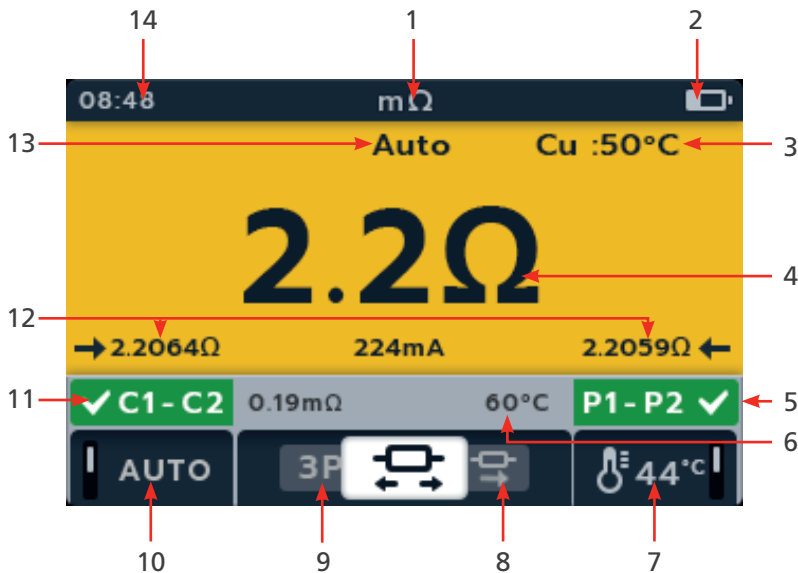 14 1 2
08:48 mΩ
13 Auto Cu :50°C 3
2.2Ω 4
12
2.2064Ω 224mA 2.2059Ω
11 C1-C2 0.19mΩ 60°C P1-P2 5
6
AUTO 3P 44°C
10 9 8 7